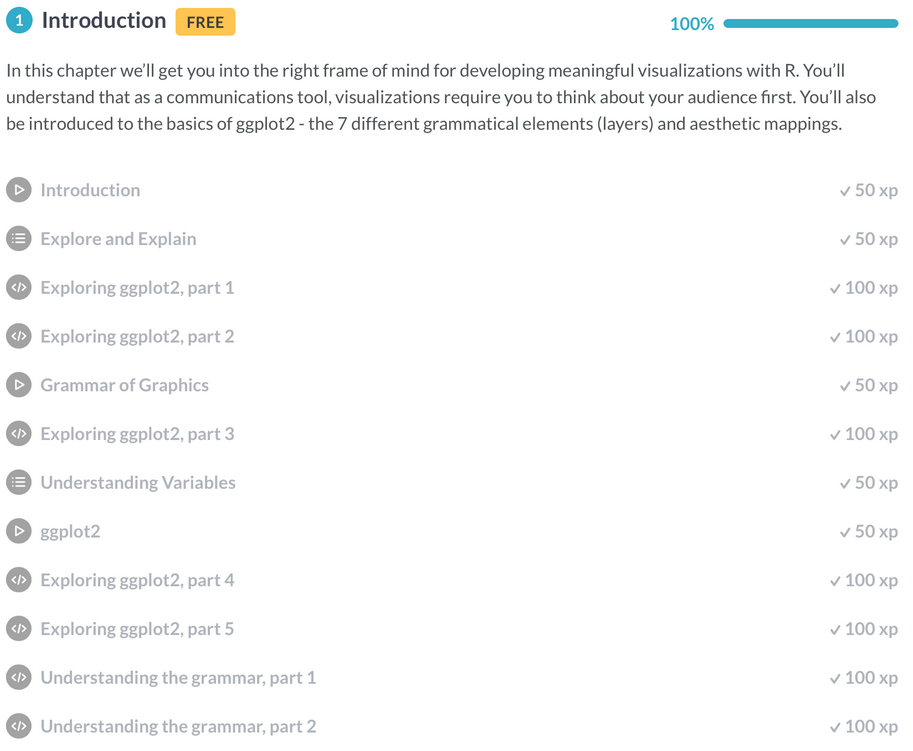 1 Introduction FREE 100%
In this chapter we'll get you into the right frame of mind for developing meaningful visualizations with R. You'll
understand that as a communications tool, visualizations require you to think about your audience first. You'll also
be introduced to the basics of ggplot2 - the 7 different grammatical elements (layers) and aesthetic mappings.
Introduction ✓ 50 xp
Explore and Explain ✓ 50 xp
</> Exploring ggplot2, part 1 ✓ 100 xp
</> Exploring ggplot2, part 2 ✓ 100 xp
Grammar of Graphics ✓ 50 xp
</> Exploring ggplot2, part 3 ✓ 100 xp
Understanding Variables ✓ 50 xp
ggplot2 ✓ 50 xp
</> Exploring ggplot2, part 4 ✓ 100 xp
</> Exploring ggplot2, part 5 ✓ 100 xp
</> Understanding the grammar, part 1 ✓ 100 xp
</> Understanding the grammar, part 2 ✓ 100 xp